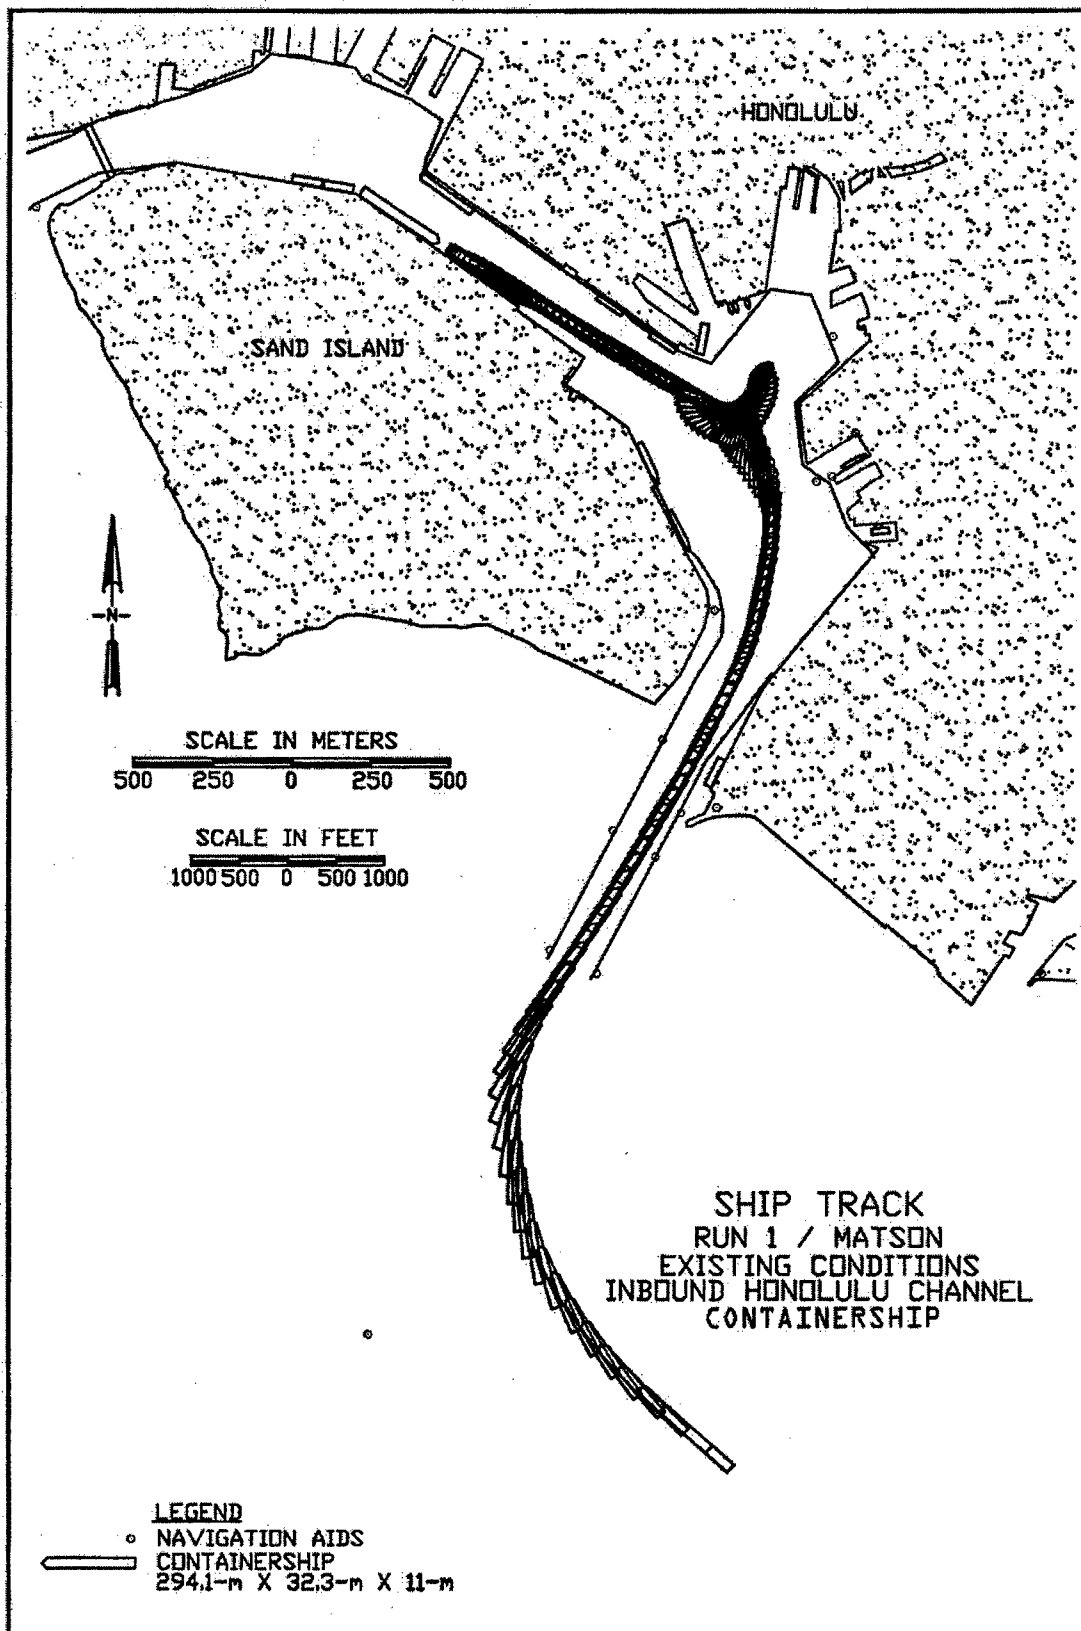 HONOLULU
SAND ISLAND
N
SCALE IN METERS
500 250 0 250 500
SCALE IN FEET
1000 500 0 500 1000
SHIP TRACK
RUN 1 / MATSON
EXISTING CONDITIONS
INBOUND HONOLULU CHANNEL
CONTAINERSHIP
LEGEND
NAVIGATION AIDS
CONTAINERSHIP
294.1-m X 32.3-m X 11-m